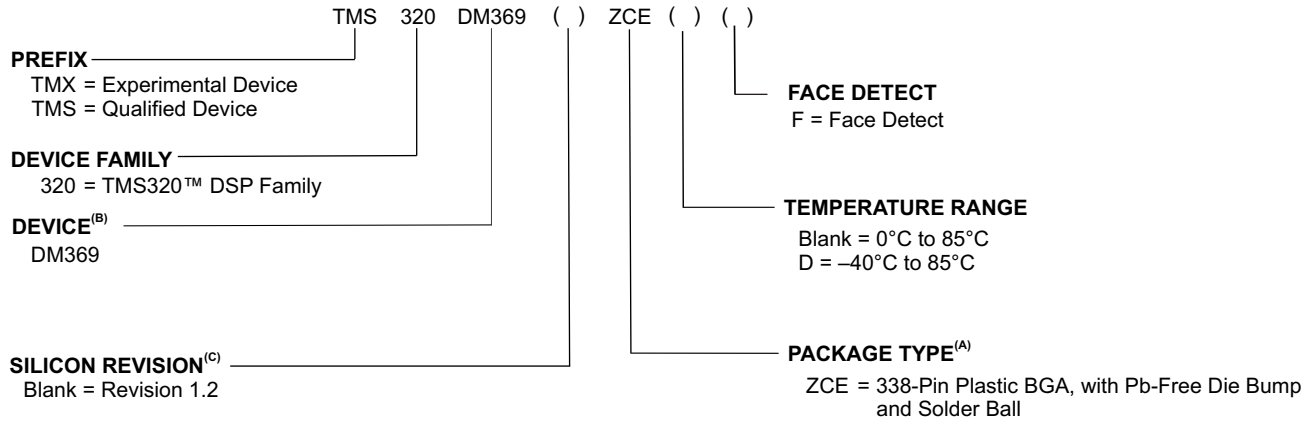 TMS 320 DM369 ( ) ZCE ( ) ( )
PREFIX
TMX = Experimental Device
TMS = Qualified Device
FACE DETECT
F = Face Detect
DEVICE FAMILY
320 = TMS320™ DSP Family
DEVICE(B)
DM369
TEMPERATURE RANGE
Blank = 0°C to 85°C
D = –40°C to 85°C
SILICON REVISION(C)
Blank = Revision 1.2
PACKAGE TYPE(A)
ZCE = 338-Pin Plastic BGA, with Pb-Free Die Bump
and Solder Ball